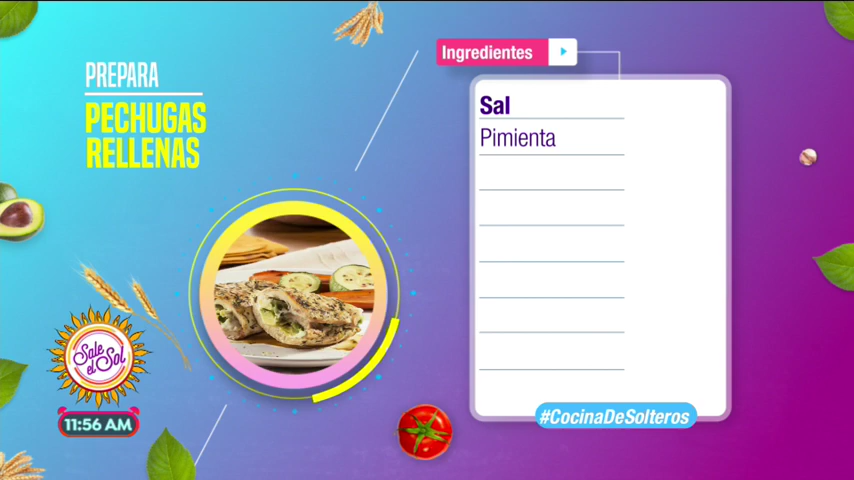 PREPARA
PECHUGAS
RELLENAS
Ingredientes
Sal
Pimienta
Sale
el Sol
11:56 AM
#CocinaDeSolteros